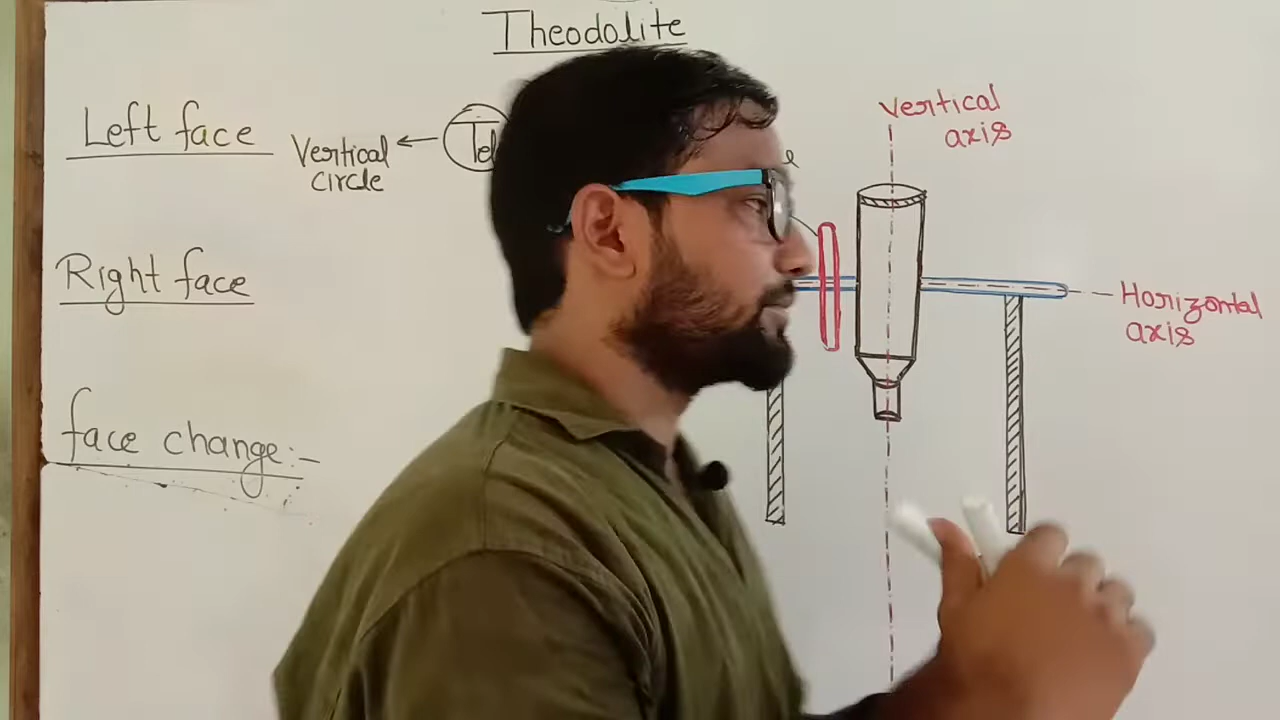 Theodolite
Left face
Vertical
circle
Right face
face change:-
Vertical
axis
Horizontal
axis